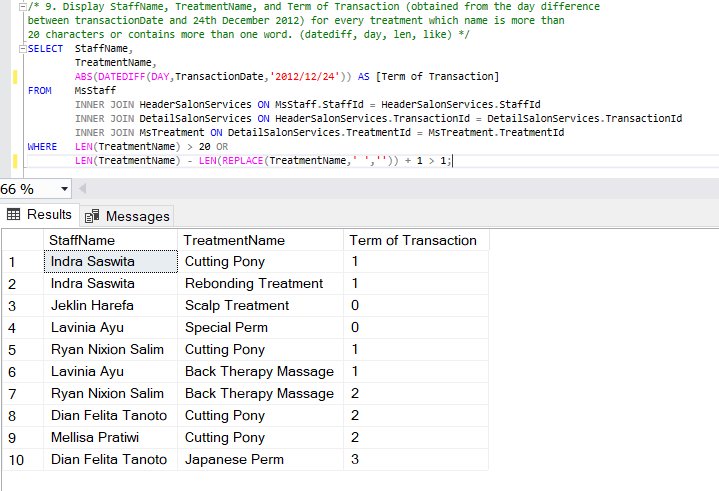 /* 9. Display StaffName, TreatmentName, and Term of Transaction (obtained from the day difference
between transactionDate and 24th December 2012) for every treatment which name is more than
20 characters or contains more than one word. (datediff, day, len, like) */
SELECT StaffName,
TreatmentName,
ABS(DATEDIFF(DAY,TransactionDate,'2012/12/24')) AS [Term of Transaction]
FROM MsStaff
INNER JOIN HeaderSalonServices ON MsStaff.StaffId = HeaderSalonServices.StaffId
INNER JOIN DetailSalonServices ON HeaderSalonServices.TransactionId = DetailSalonServices.TransactionId
INNER JOIN MsTreatment ON DetailSalonServices.TreatmentId = MsTreatment.TreatmentId
WHERE LEN(TreatmentName) > 20 OR
LEN(TreatmentName) - LEN(REPLACE(TreatmentName,' ','')) + 1 > 1;
66 %
Results Messages
StaffName TreatmentName Term of Transaction
1 Indra Saswita Cutting Pony 1
2 Indra Saswita Rebonding Treatment 1
3 Jeklin Harefa Scalp Treatment 0
4 Lavinia Ayu Special Perm 0
5 Ryan Nixion Salim Cutting Pony 1
6 Lavinia Ayu Back Therapy Massage 1
7 Ryan Nixion Salim Back Therapy Massage 2
8 Dian Felita Tanoto Cutting Pony 2
9 Mellisa Pratiwi Cutting Pony 2
10 Dian Felita Tanoto Japanese Perm 3